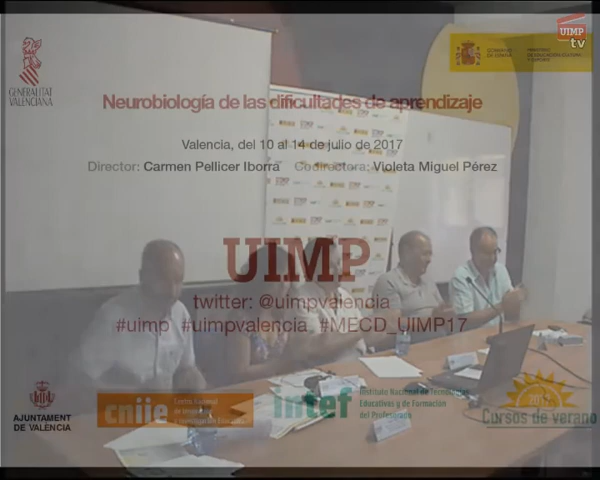 UIMP
tv
GENERALITAT
VALENCIANA
Neurobiología de las dificultades de aprendizaje
Valencia, del 10 al 14 de julio de 2017
Director: Carmen Pellicer Iborra Codirectora: Violeta Miguel Pérez
UIMP
twitter: @uimpvalencia
#uimp #uimpvalencia #MECD_UIMP17
AJUNTAMENT
DE VALÈNCIA
cniie
intef
Instituto Nacional de Tecnologías
Educativas y de Formación
del Profesorado
2017
Cursos de verano